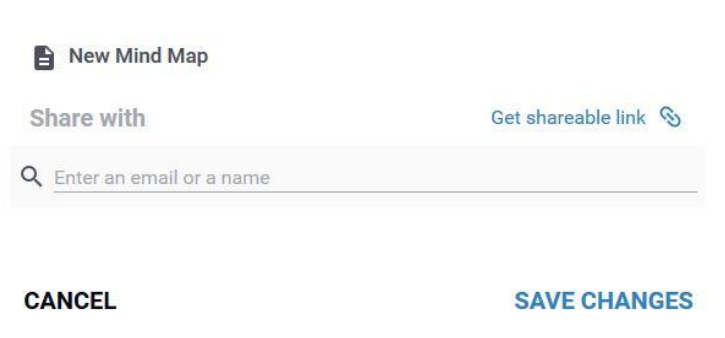 New Mind Map
Share with
Get shareable link
Enter an email or a name
CANCEL
SAVE CHANGES